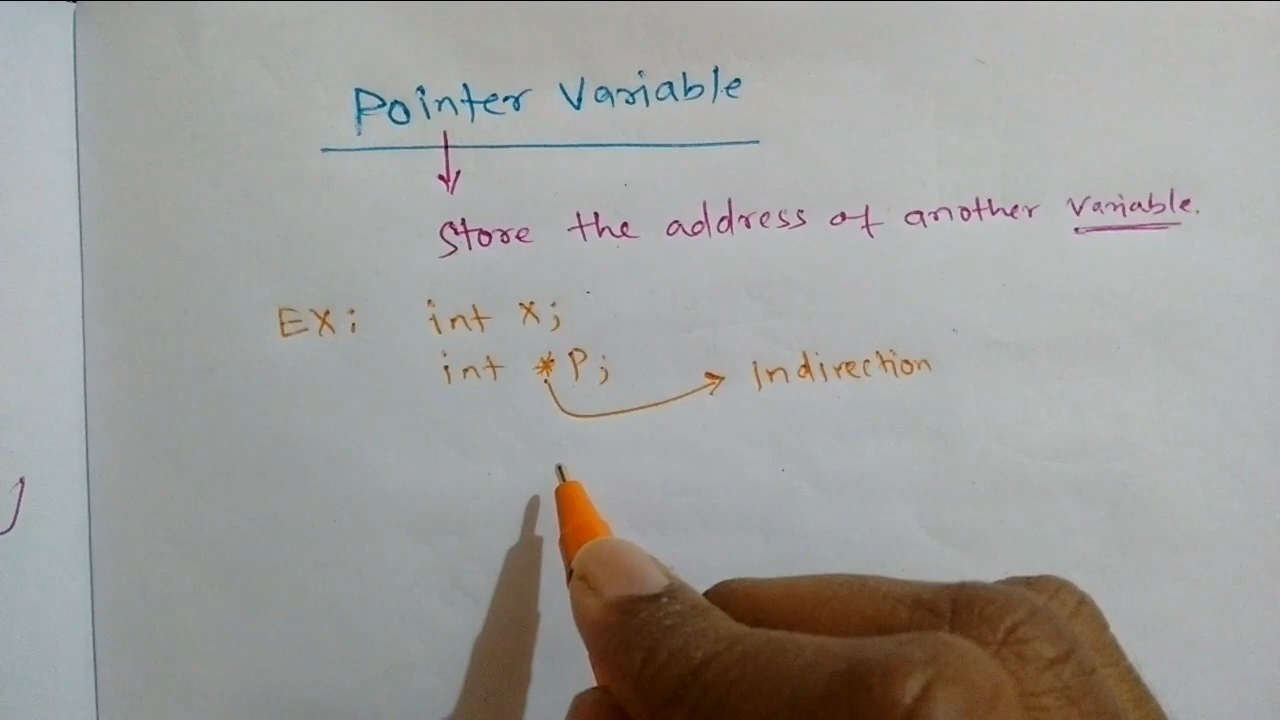 Pointer Variable
Store the address of another variable.
EX: int x;
int *P;
Indirection